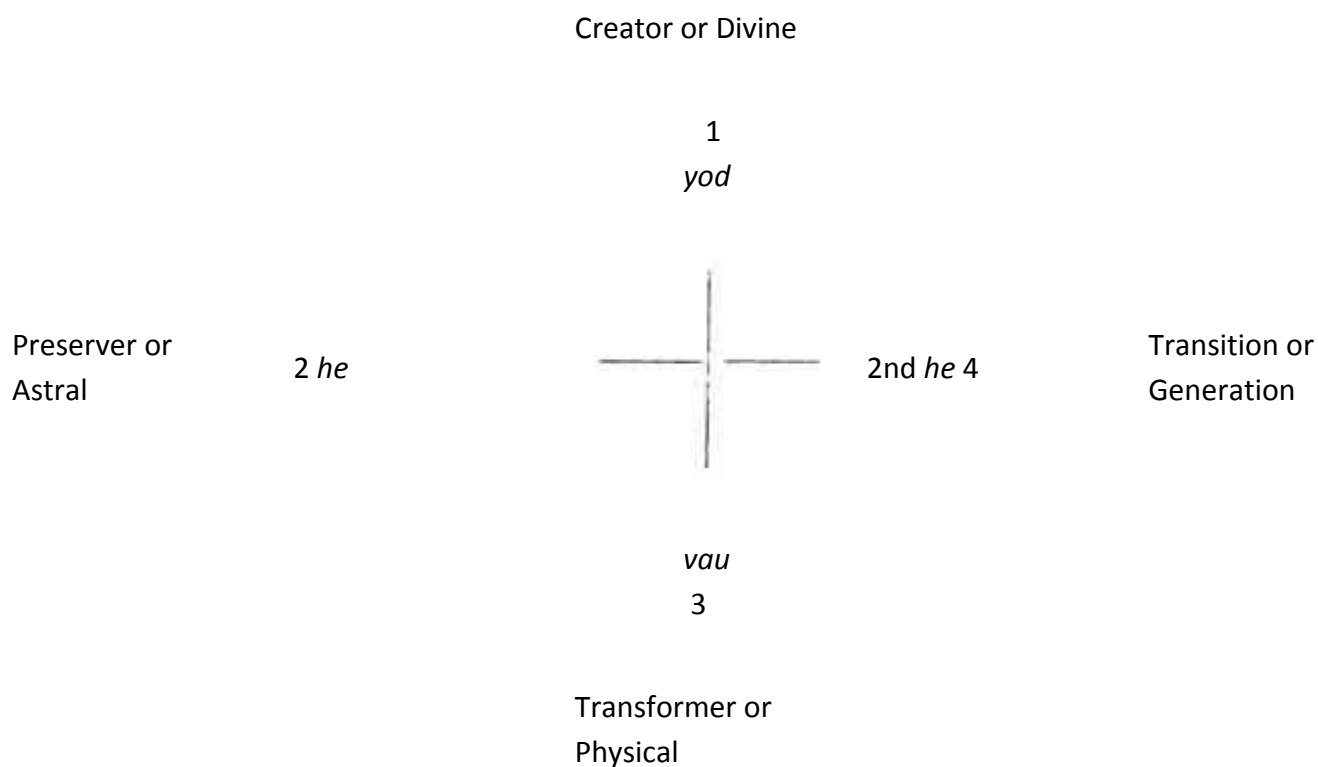 Creator or Divine
1
yod
Preserver or
Astral
2 he
2nd he 4
Transition or
Generation
vau
3
Transformer or
Physical